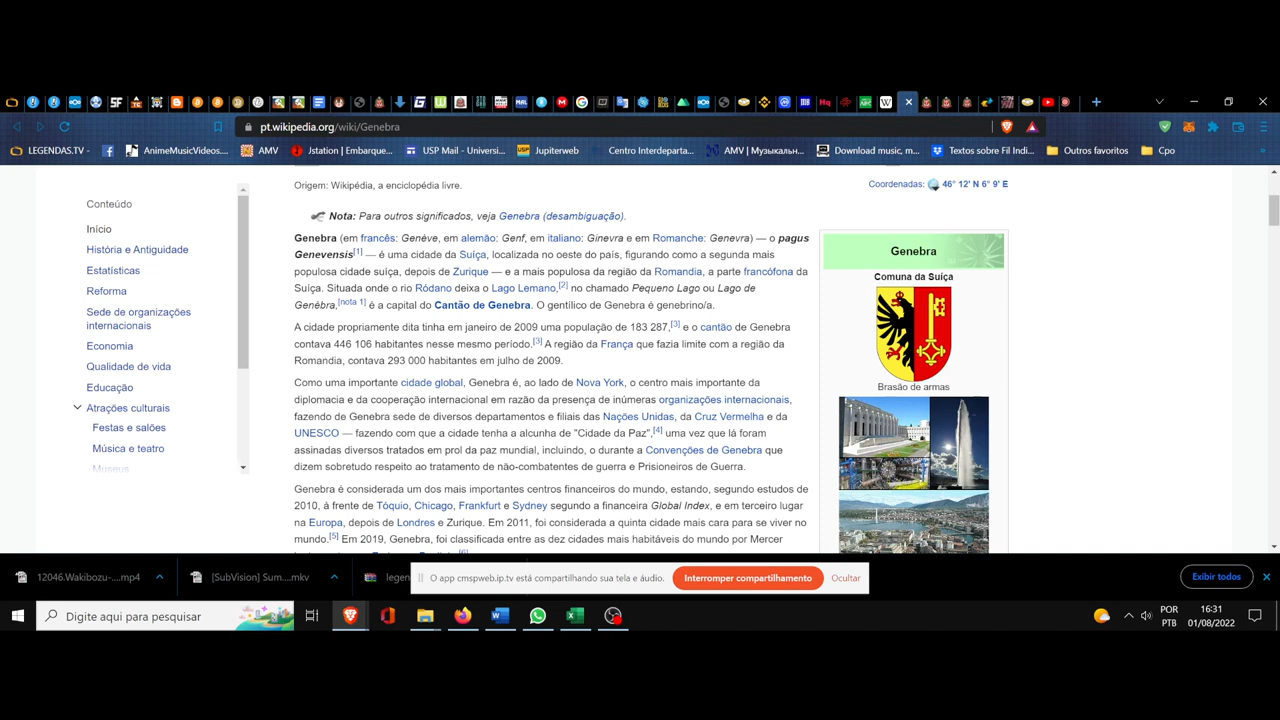 pt.wikipedia.org/wiki/Genebra
LEGENDAS.TV - AnimeMusicVideos... AMV Jstation | Embarque... USP Mail - Universi... Jupiterweb Centro Interdeparta... AMV | Музыкальн... Download music, m... Textos sobre Fil Indi... Outros favoritos Cpo
Origem: Wikipédia, a enciclopédia livre.
Coordenadas: 46° 12' N 6° 9' E
Conteúdo
Início
História e Antiguidade
Estatísticas
Reforma
Sede de organizações
internacionais
Economia
Qualidade de vida
Educação
Atrações culturais
Festas e salões
Música e teatro
Museus
Nota: Para outros significados, veja Genebra (desambiguação).
Genebra (em francês: Genève, em alemão: Genf, em italiano: Ginevra e em Romanche: Genevra) — o pagus
Genevensis[1] — é uma cidade da Suíça, localizada no oeste do país, figurando como a segunda mais
populosa cidade suíça, depois de Zurique — e a mais populosa da região da Romandia, a parte francófona da
Suíça. Situada onde o rio Ródano deixa o Lago Lemano,[2] no chamado Pequeno Lago ou Lago de
Genèbra,[nota 1] é a capital do Cantão de Genebra. O gentílico de Genebra é genebrino/a.
A cidade propriamente dita tinha em janeiro de 2009 uma população de 183 287,[3] e o cantão de Genebra
contava 446 106 habitantes nesse mesmo período.[3] A região da França que fazia limite com a região da
Romandia, contava 293 000 habitantes em julho de 2009.
Como uma importante cidade global, Genebra é, ao lado de Nova York, o centro mais importante da
diplomacia e da cooperação internacional em razão da presença de inúmeras organizações internacionais,
fazendo de Genebra sede de diversos departamentos e filiais das Nações Unidas, da Cruz Vermelha e da
UNESCO — fazendo com que a cidade tenha a alcunha de "Cidade da Paz",[4] uma vez que lá foram
assinadas diversos tratados em prol da paz mundial, incluindo, o durante a Convenções de Genebra que
dizem sobretudo respeito ao tratamento de não-combatentes de guerra e Prisioneiros de Guerra.
Genebra é considerada um dos mais importantes centros financeiros do mundo, estando, segundo estudos de
2010, à frente de Tóquio, Chicago, Frankfurt e Sydney segundo a financeira Global Index, e em terceiro lugar
na Europa, depois de Londres e Zurique. Em 2011, foi considerada a quinta cidade mais cara para se viver no
mundo.[5] Em 2019, Genebra, foi classificada entre as dez cidades mais habitáveis do mundo por Mercer
Genebra
Comuna da Suíça
Brasão de armas
12046.Wakibozu-....mp4 [SubVision] Sum....mkv legen
O app cmspweb.ip.tv está compartilhando sua tela e áudio. Interromper compartilhamento Ocultar
Exibir todos
Digite aqui para pesquisar
POR
PTB
16:31
01/08/2022